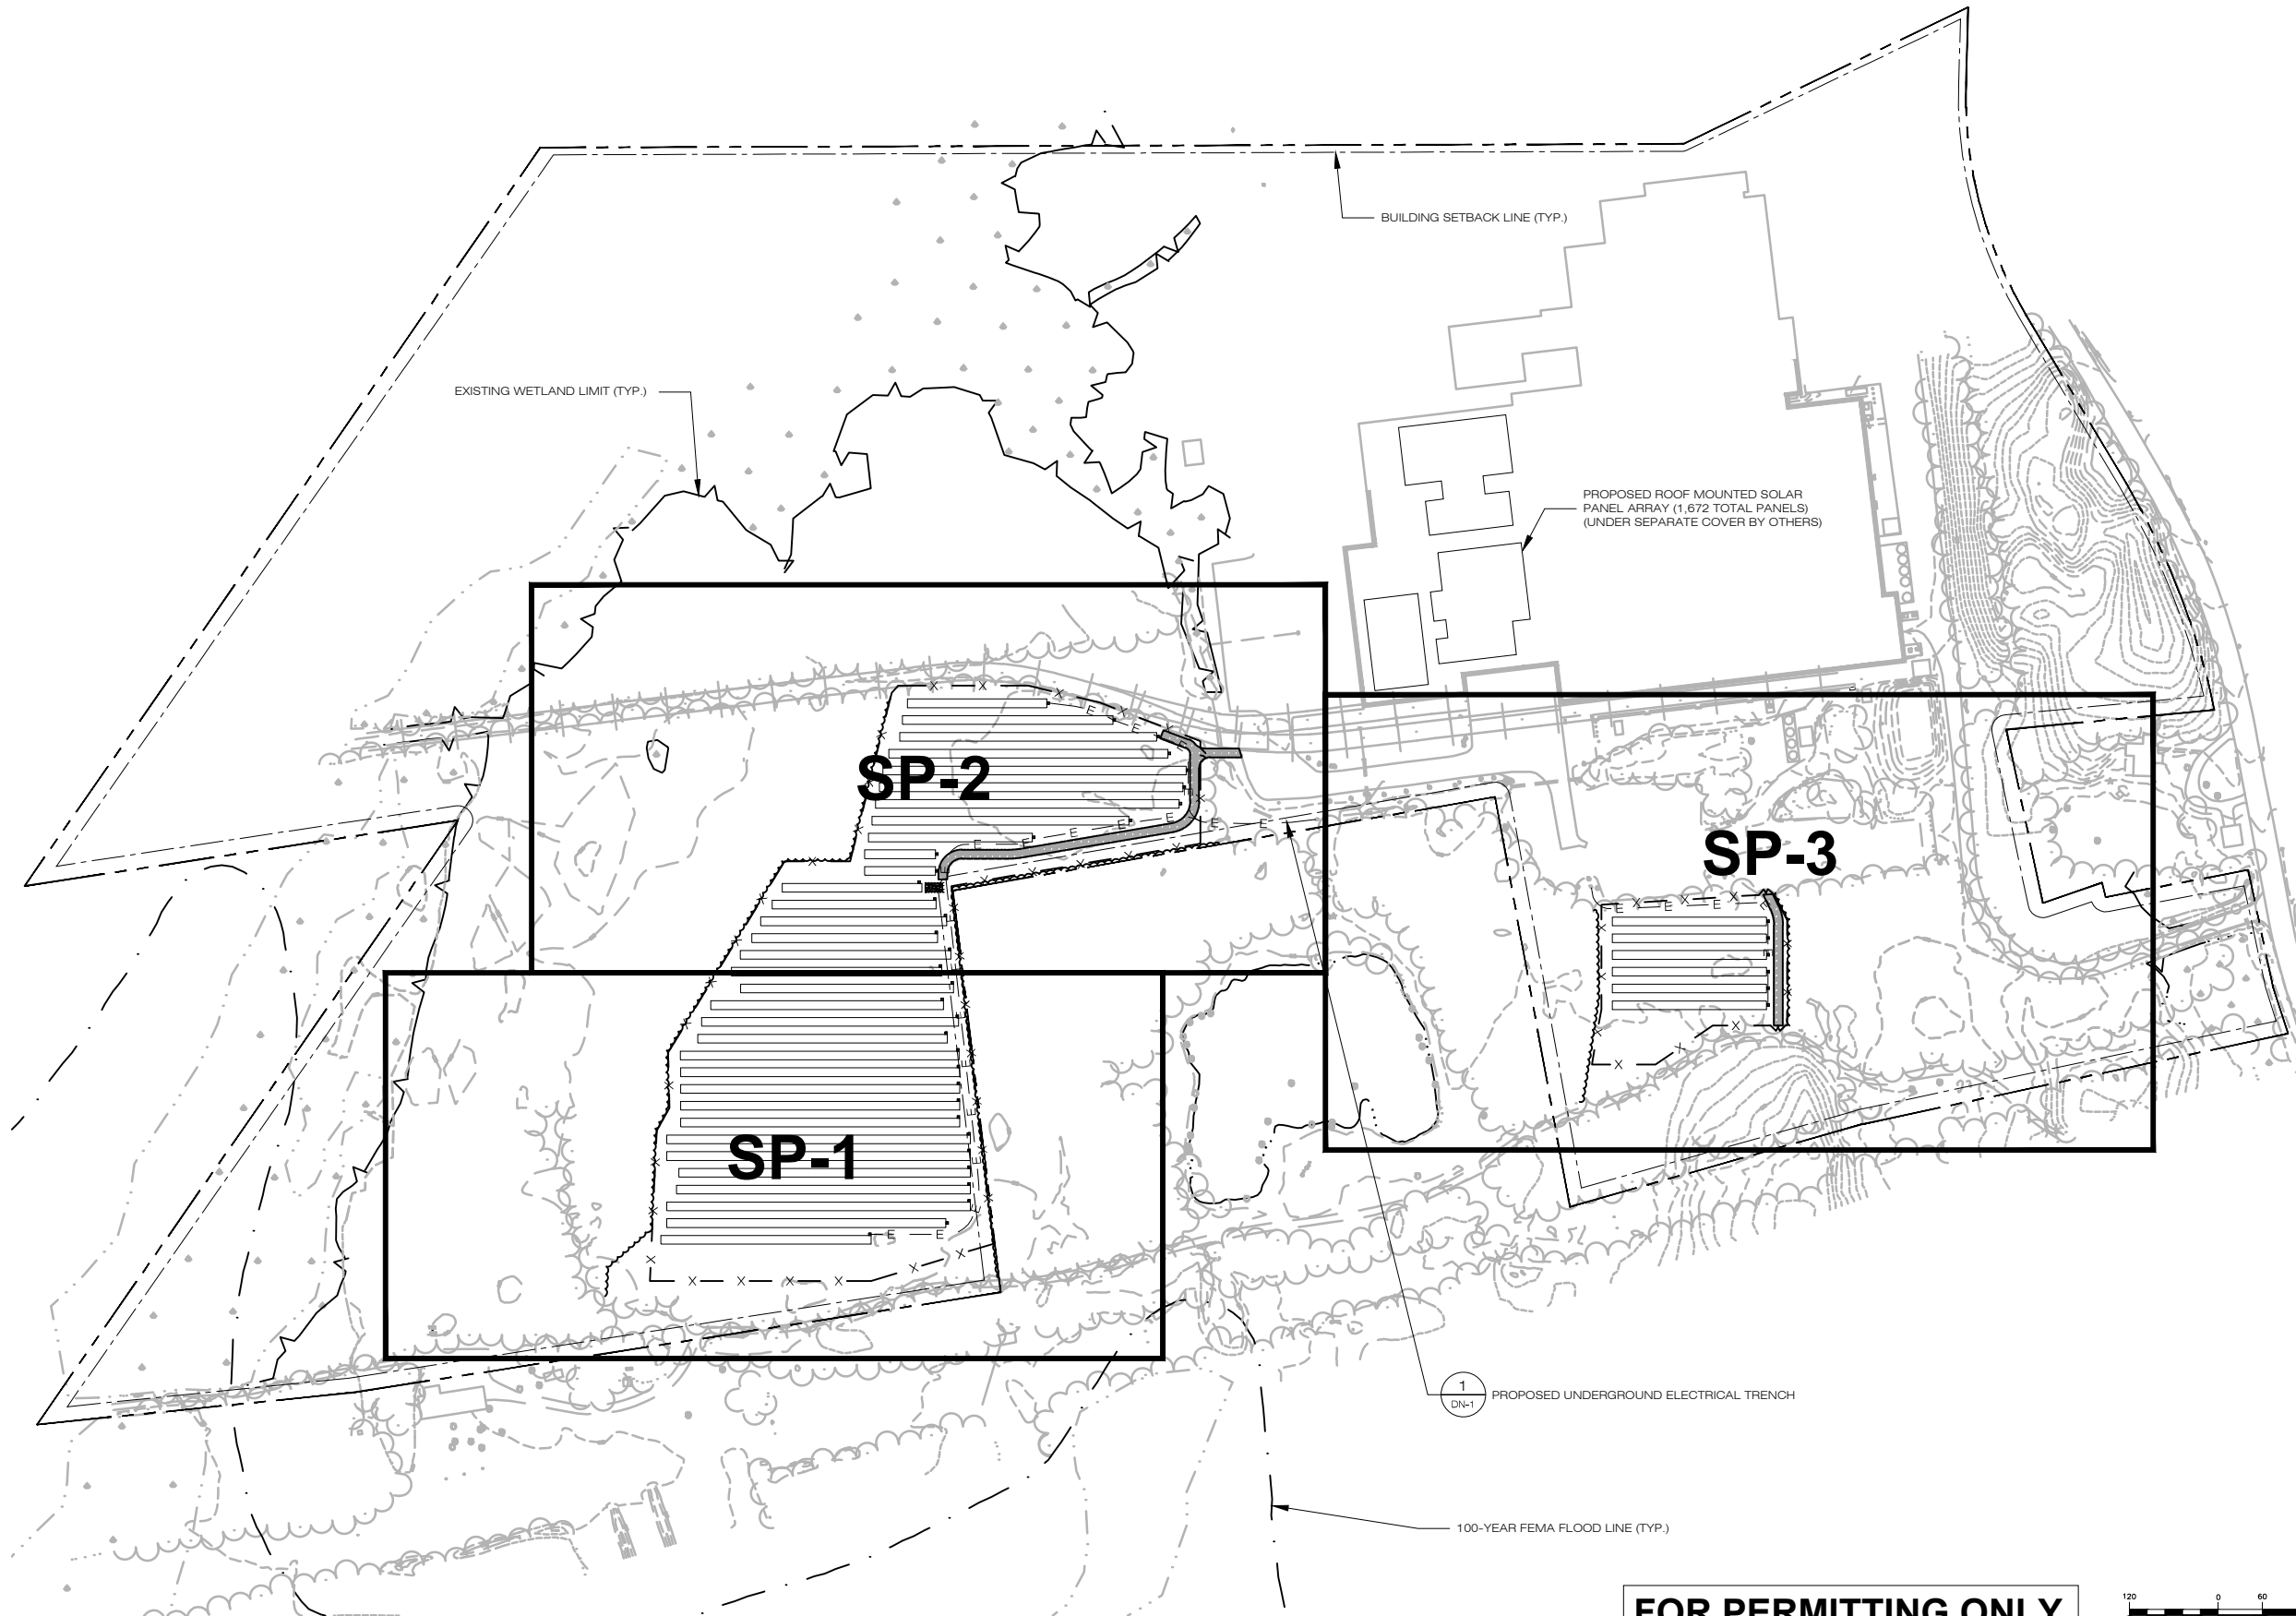 BUILDING SETBACK LINE (TYP.)
EXISTING WETLAND LIMIT (TYP.)
PROPOSED ROOF MOUNTED SOLAR
PANEL ARRAY (1,672 TOTAL PANELS)
(UNDER SEPARATE COVER BY OTHERS)
SP-2
SP-3
SP-1
1
DN-1
PROPOSED UNDERGROUND ELECTRICAL TRENCH
100-YEAR FEMA FLOOD LINE (TYP.)
FOR PERMITTING ONLY
120 0 60